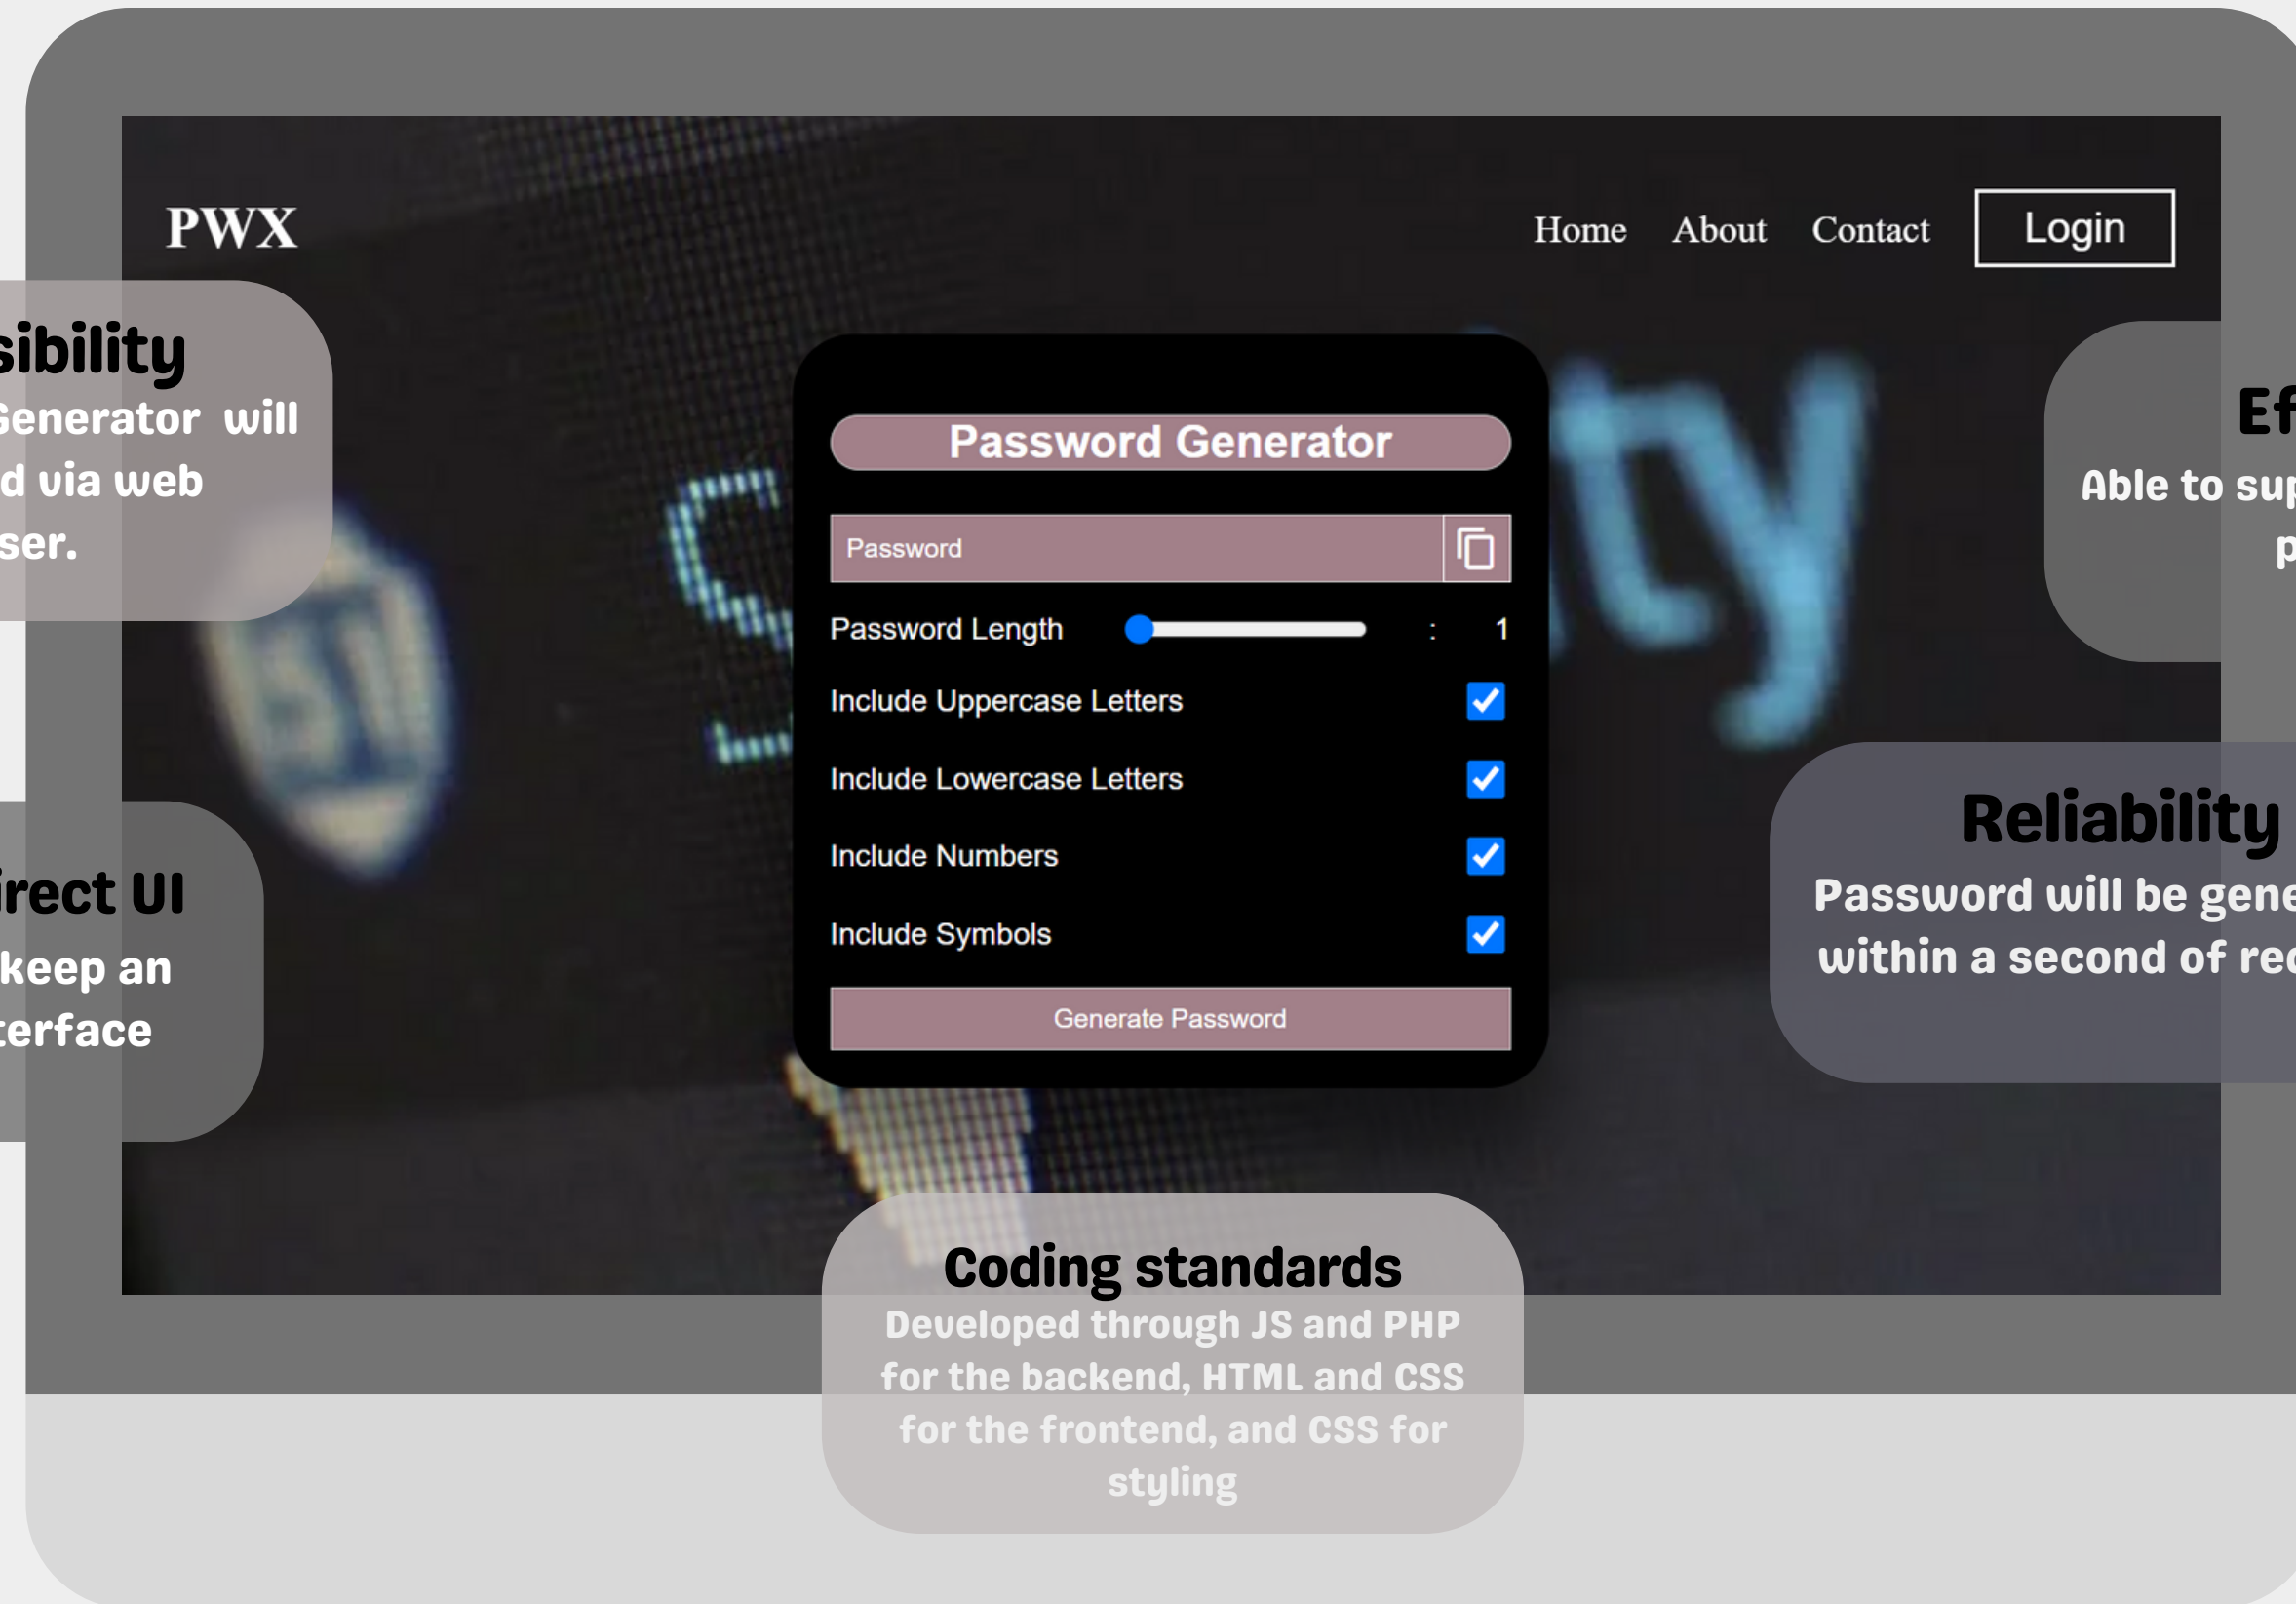 PWX
Home About Contact Login
sibility
Generator will
d via web
ser.
irect UI
keep an
terface
Password Generator
Password
Password Length : 1
Include Uppercase Letters
Include Lowercase Letters
Include Numbers
Include Symbols
Generate Password
Ef
Able to sup
p
Reliability
Password will be gene
within a second of rec
Coding standards
Developed through JS and PHP
for the backend, HTML and CSS
for the frontend, and CSS for
styling